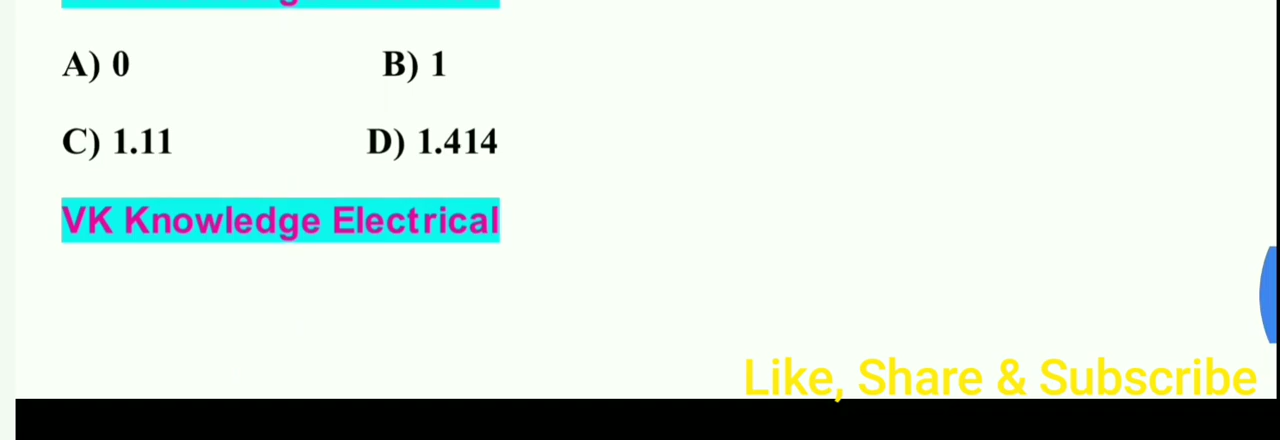 A) 0 B) 1
C) 1.11 D) 1.414
VK Knowledge Electrical
Like, Share & Subscribe